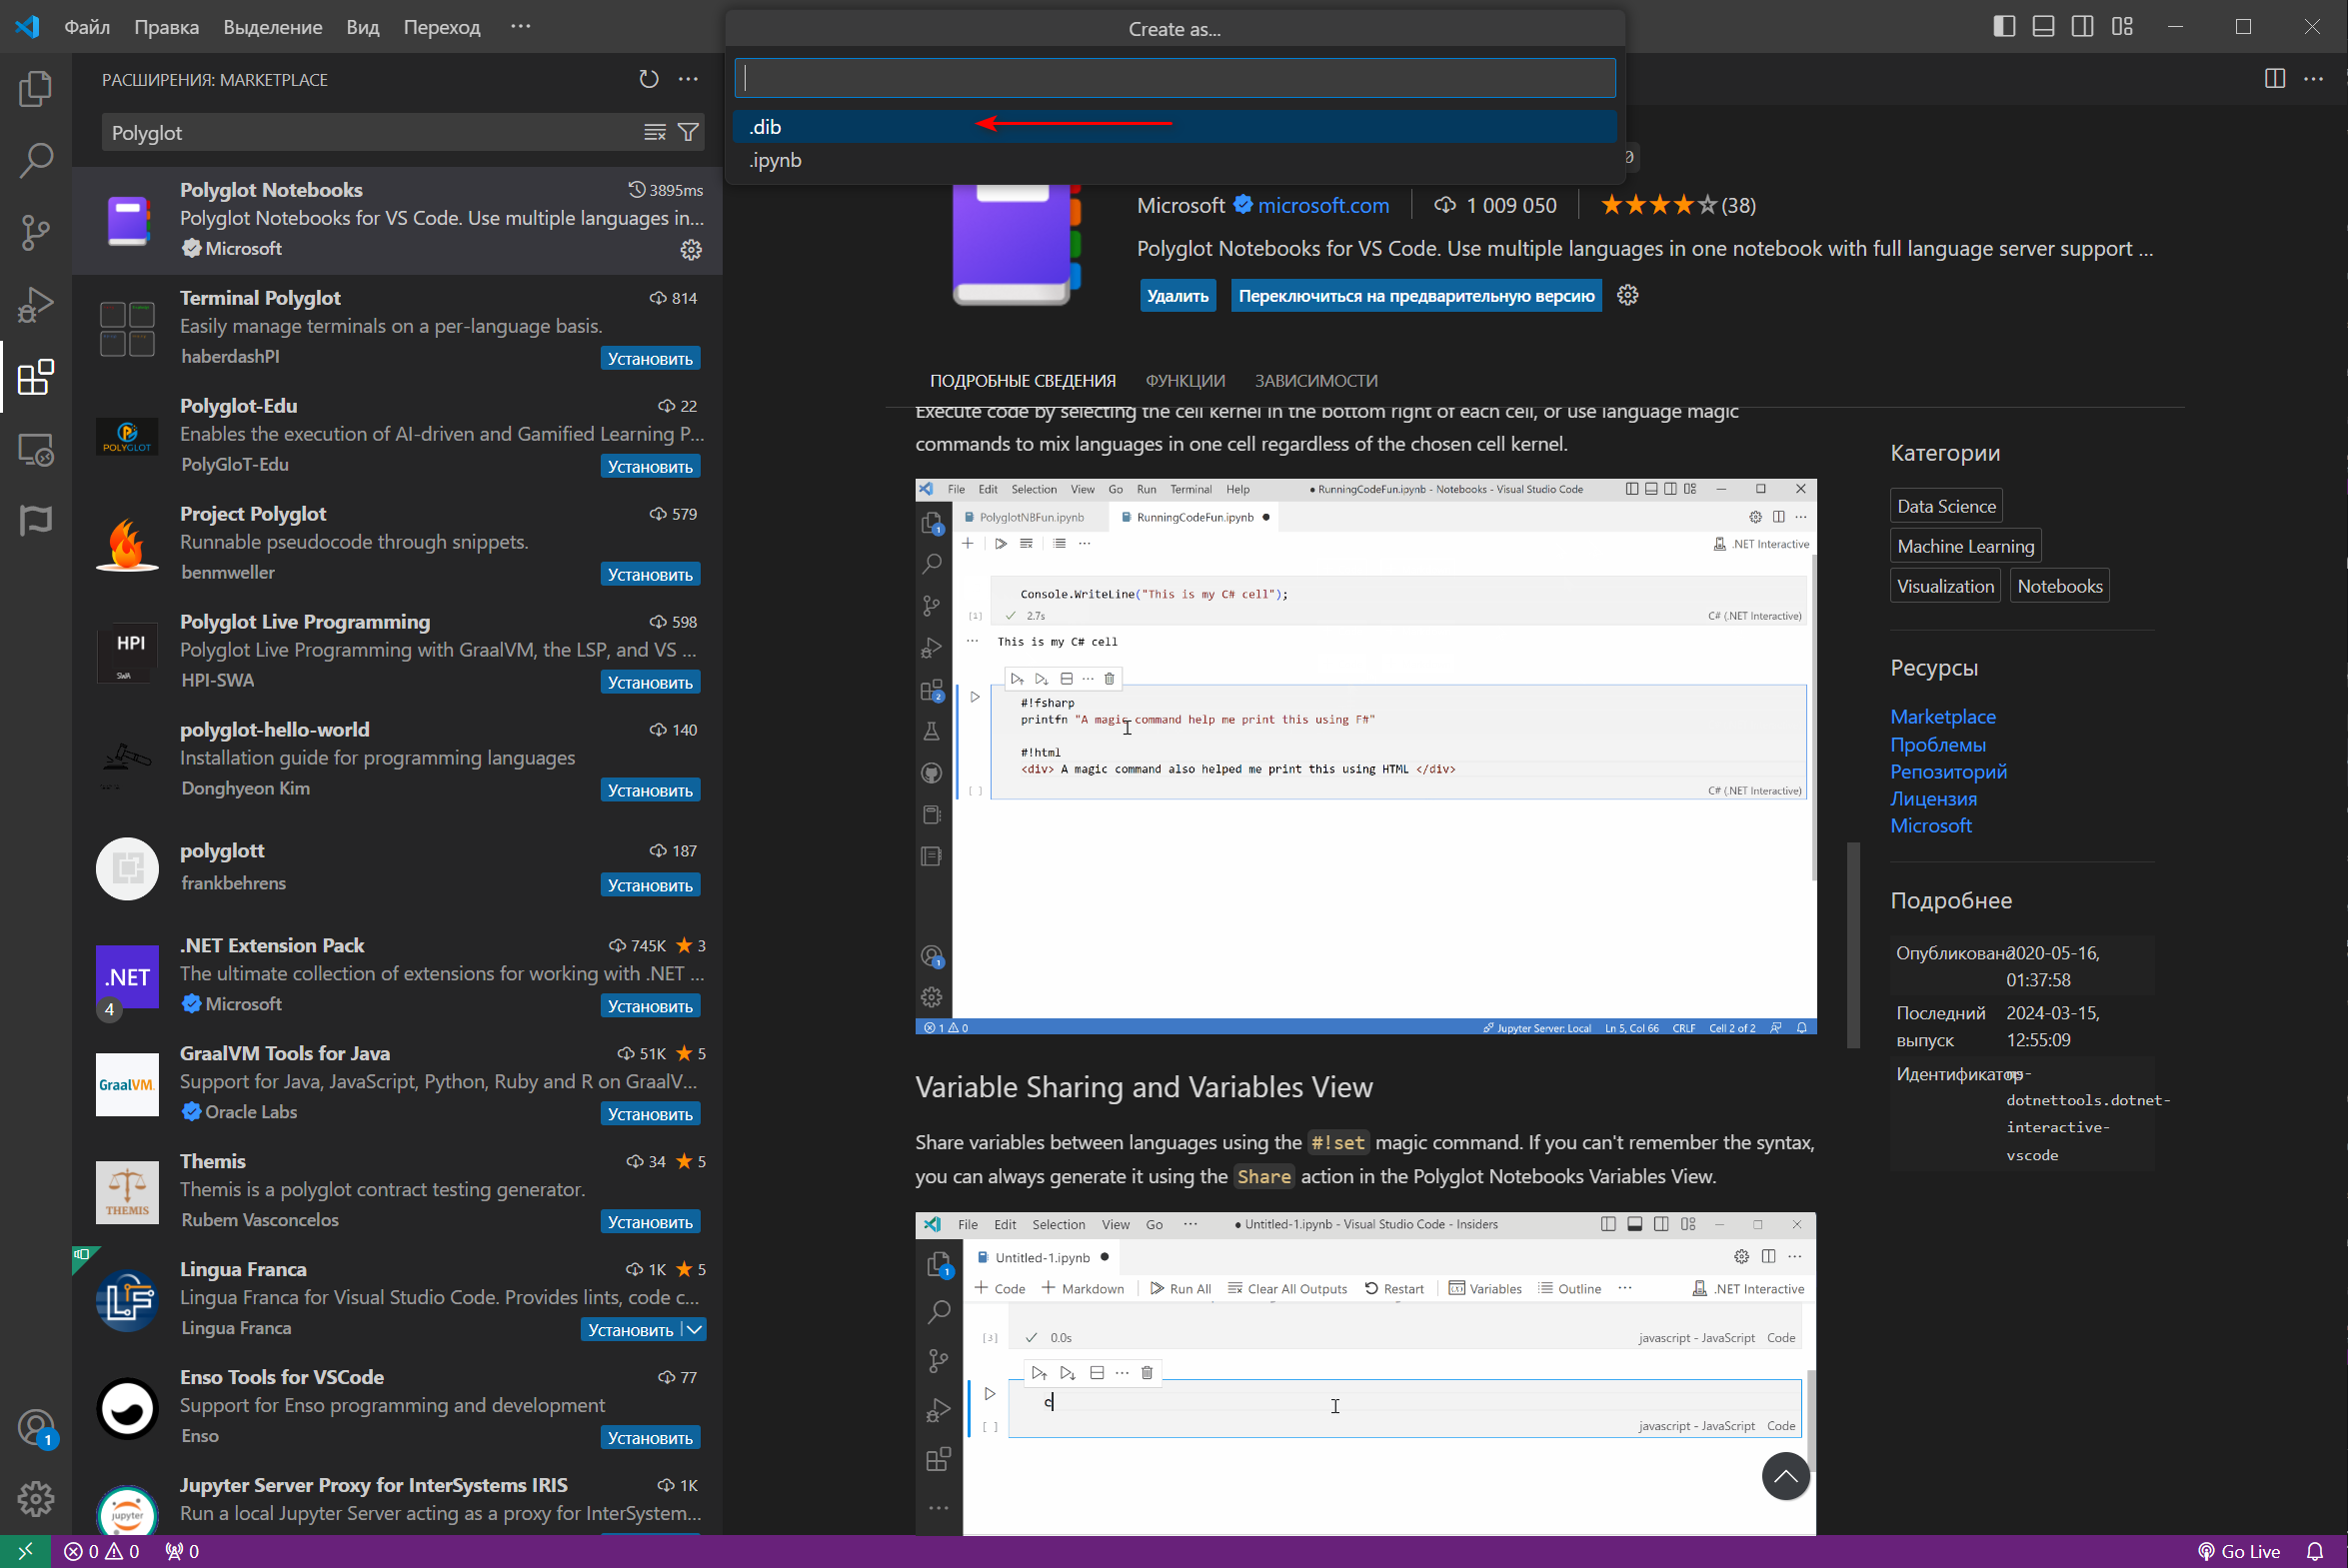 Файл Правка Выделение Вид Переход ···
Create as...
РАСШИРЕНИЯ: MARKETPLACE
Polyglot
.dib
.ipynb
Polyglot Notebooks 3895ms
Polyglot Notebooks for VS Code. Use multiple languages in...
Microsoft
Terminal Polyglot 814
Easily manage terminals on a per-language basis.
haberdashPI Установить
Polyglot-Edu 22
Enables the execution of AI-driven and Gamified Learning P...
PolyGloT-Edu Установить
POLYGLOT
Project Polyglot 579
Runnable pseudocode through snippets.
benmweller Установить
Polyglot Live Programming 598
Polyglot Live Programming with GraalVM, the LSP, and VS ...
HPI-SWA Установить
HPI
SWA
polyglot-hello-world 140
Installation guide for programming languages
Donghyeon Kim Установить
polyglott 187
frankbehrens Установить
.NET Extension Pack 745K ★ 3
The ultimate collection of extensions for working with .NET ...
Microsoft Установить
.NET
4
GraalVM Tools for Java 51K ★ 5
Support for Java, JavaScript, Python, Ruby and R on GraalV...
Oracle Labs Установить
GraalVM.
Themis 34 ★ 5
Themis is a polyglot contract testing generator.
Rubem Vasconcelos Установить
THEMIS
Lingua Franca 1K ★ 5
Lingua Franca for Visual Studio Code. Provides lints, code c...
Lingua Franca Установить
LF
Enso Tools for VSCode 77
Support for Enso programming and development
Enso Установить
Jupyter Server Proxy for InterSystems IRIS 1K
Run a local Jupyter Server acting as a proxy for InterSystem...
jupyter
1
Microsoft microsoft.com 1 009 050 ★★★★☆(38)
Polyglot Notebooks for VS Code. Use multiple languages in one notebook with full language server support ...
Удалить Переключиться на предварительную версию
ПОДРОБНЫЕ СВЕДЕНИЯ ФУНКЦИИ ЗАВИСИМОСТИ
Execute code by selecting the cell kernel in the bottom right of each cell, or use language magic
commands to mix languages in one cell regardless of the chosen cell kernel.
File Edit Selection View Go Run Terminal Help ● RunningCodeFun.ipynb - Notebooks - Visual Studio Code
PolyglotNBFun.ipynb RunningCodeFun.ipynb ●
.NET Interactive
Console.WriteLine("This is my C# cell");
[1] ✓ 2.7s C# (.NET Interactive)
··· This is my C# cell
#!fsharp
printfn "A magic command help me print this using F#"
#!html
<div> A magic command also helped me print this using HTML </div>
[ ] C# (.NET Interactive)
1
2
1
1 0 Jupyter Server: Local Ln 5, Col 66 CRLF Cell 2 of 2
Variable Sharing and Variables View
Share variables between languages using the #!set magic command. If you can't remember the syntax,
you can always generate it using the Share action in the Polyglot Notebooks Variables View.
File Edit Selection View Go ··· ● Untitled-1.ipynb - Visual Studio Code - Insiders
1
Untitled-1.ipynb ●
+ Code + Markdown Run All Clear All Outputs Restart Variables Outline ··· .NET Interactive
[3] ✓ 0.0s javascript - JavaScript Code
c
[ ] javascript - JavaScript Code
Категории
Data Science
Machine Learning
Visualization Notebooks
Ресурсы
Marketplace
Проблемы
Репозиторий
Лицензия
Microsoft
Подробнее
Опубликовано 2020-05-16,
01:37:58
Последний 2024-03-15,
выпуск 12:55:09
Идентификатор ms-
dotnettools.dotnet-
interactive-
vscode
0 0 0 Go Live